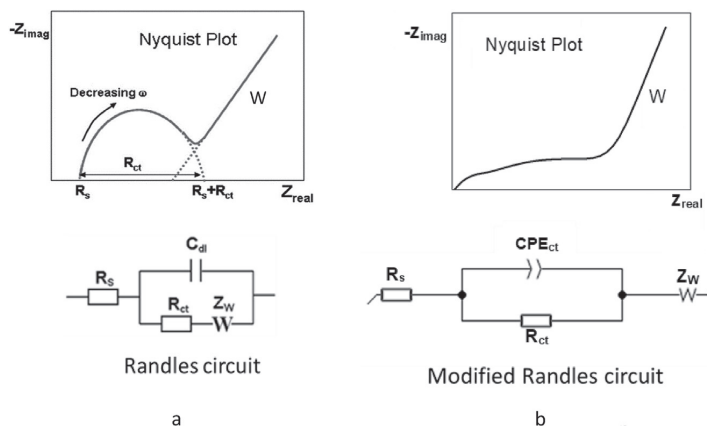 -Zimag
Nyquist Plot
Decreasing ω
W
Rct
Rs
Rs+Rct
Zreal
Cdl
Rs
Rct
ZW
W
Randles circuit
a
-Zimag
Nyquist Plot
W
Zreal
CPEct
Rs
ZW
W
Rct
Modified Randles circuit
b